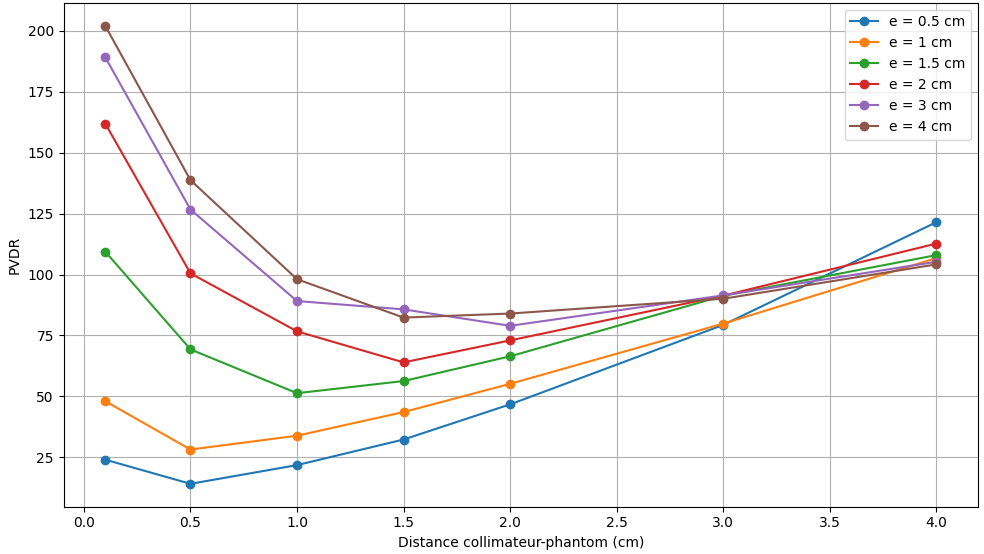 200
175
150
125
100
75
50
25
PVDR
0.0 0.5 1.0 1.5 2.0 2.5 3.0 3.5 4.0
Distance collimateur-phantom (cm)
e = 0.5 cm
e = 1 cm
e = 1.5 cm
e = 2 cm
e = 3 cm
e = 4 cm